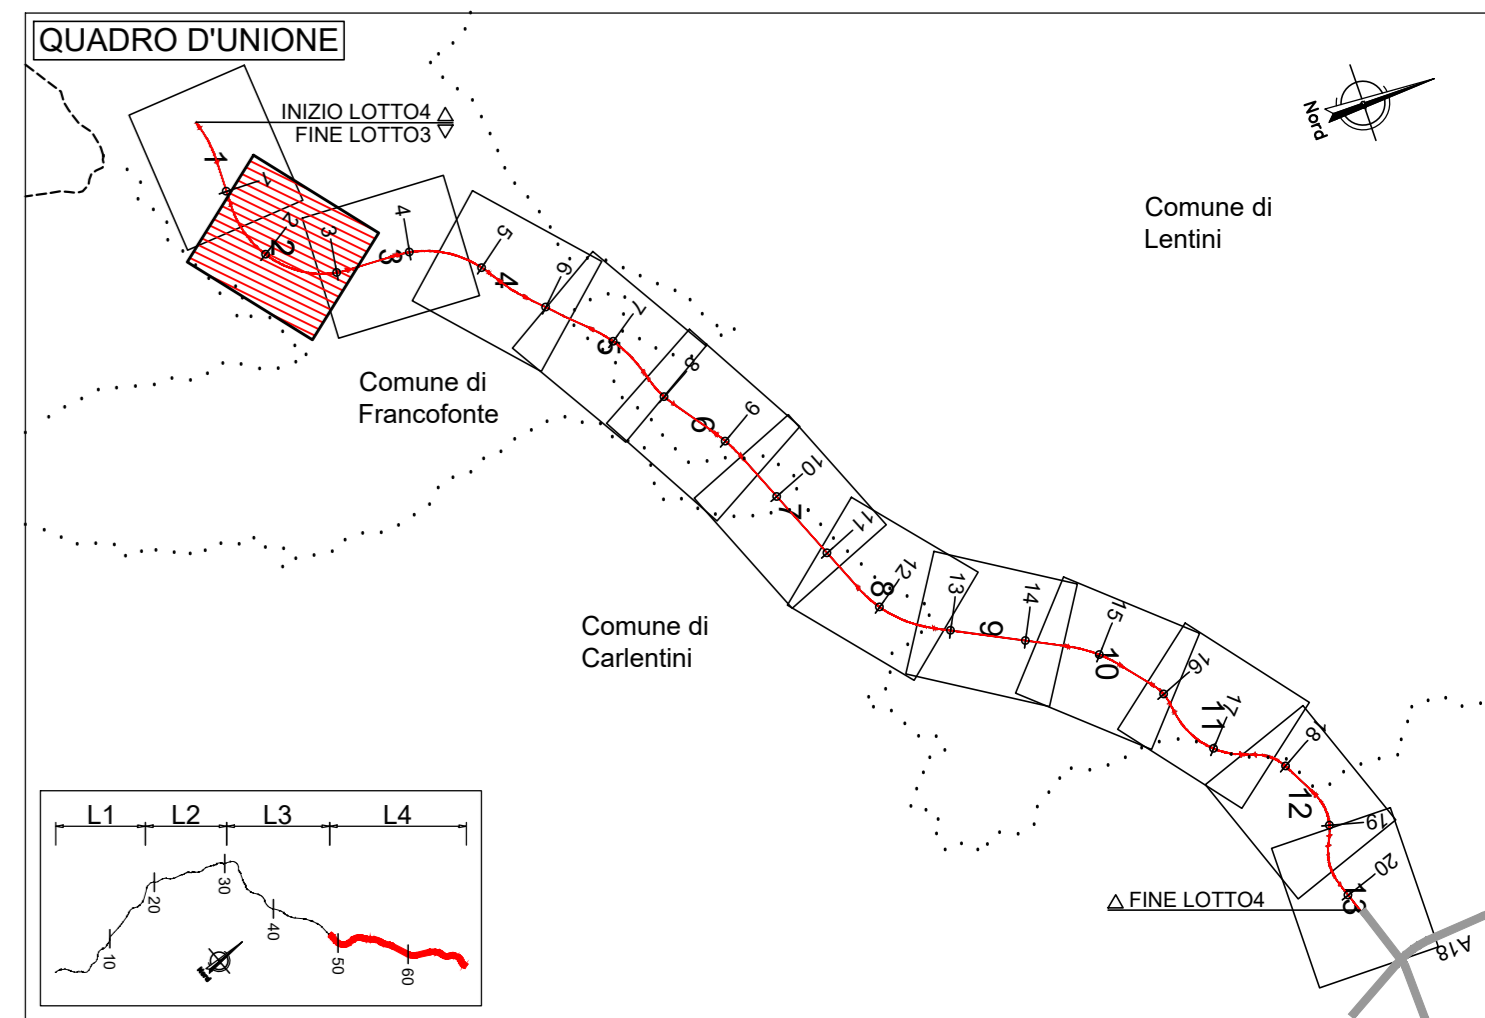 QUADRO D'UNIONE
INIZIO LOTTO4
FINE LOTTO3
Nord
Comune di
Lentini
1
1
2
2
3
3
4
4
5
5
6
7
Comune di
Francofonte
8
6
9
10
7
11
8
12
13
9
14
15
10
16
11
17
18
12
19
20
13
Comune di
Carlentini
FINE LOTTO4
A18
L1
L2
L3
L4
10
20
30
40
50
60
Nord